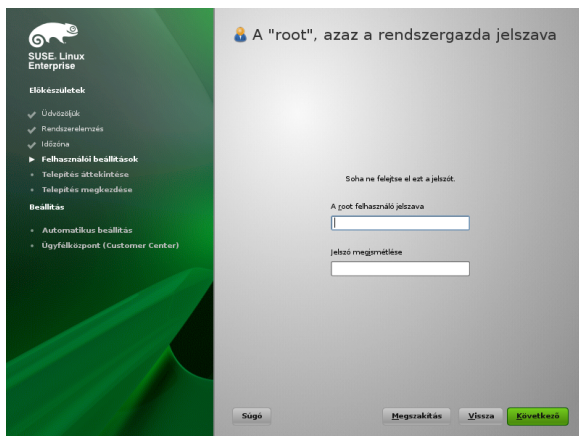 SUSE. Linux
Enterprise
Előkészületek
Üdvözöljük
Rendszerelemzés
Időzóna
Felhasználói beállítások
Telepítés áttekintése
Telepítés megkezdése
Beállítás
Automatikus beállítás
Ügyfélközpont (Customer Center)
A "root", azaz a rendszergazda jelszava
Soha ne felejtse el ezt a jelszót.
A root felhasználó jelszava
Jelszó megismétlése
Súgó
Megszakítás
Vissza
Következő